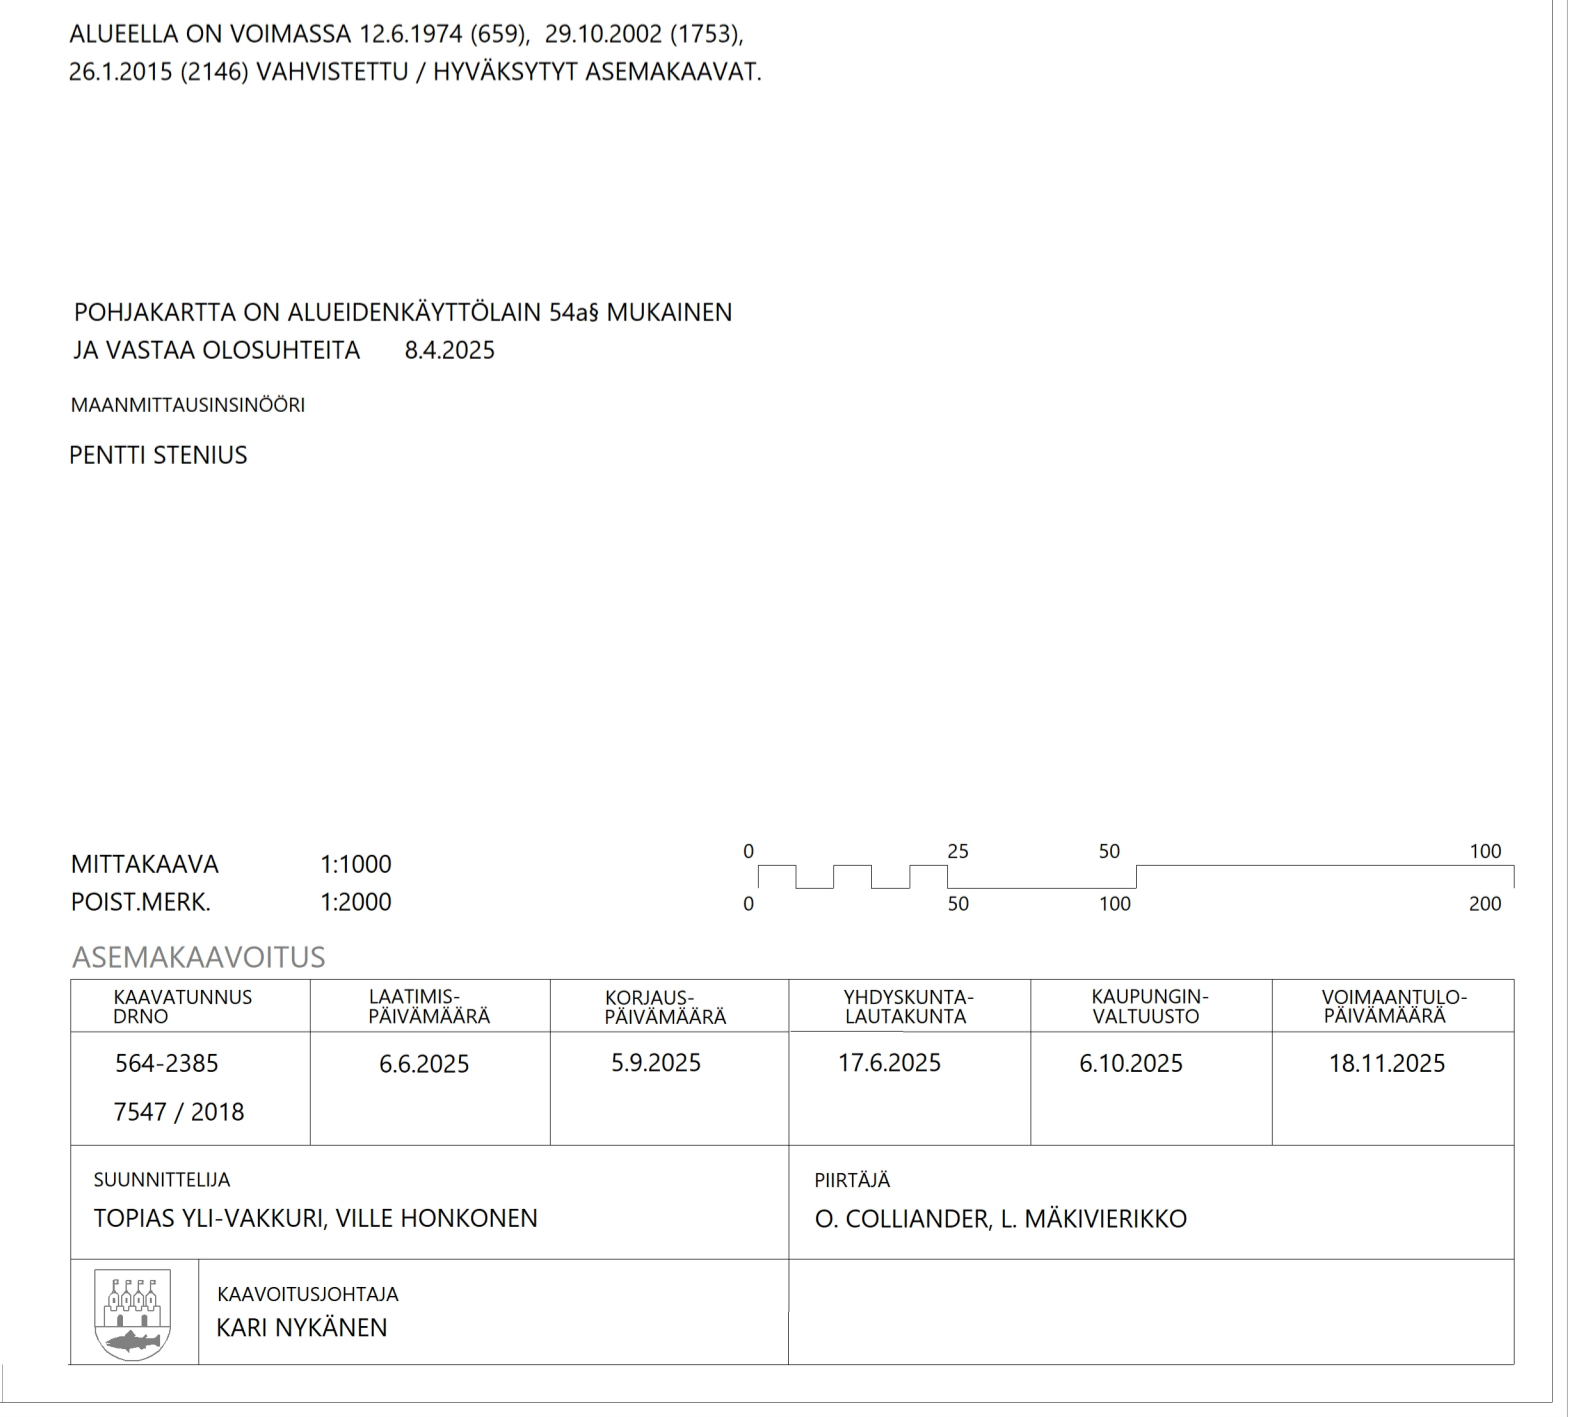 ALUEELLA ON VOIMASSA 12.6.1974 (659), 29.10.2002 (1753),
26.1.2015 (2146) VAHVISTETTU / HYVÄKSYTYT ASEMAKAAVAT.
POHJAKARTTA ON ALUEIDENKÄYTTÖLAIN 54a§ MUKAINEN
JA VASTAA OLOSUHTEITA 8.4.2025
MAANMITTAUSINSINÖÖRI
PENTTI STENIUS
MITTAKAAVA 1:1000
POIST.MERK. 1:2000
0 25 50 100
0 50 100 200
ASEMAKAAVOITUS
KAAVATUNNUS
DRNO
LAATIMIS-
PÄIVÄMÄÄRÄ
KORJAUS-
PÄIVÄMÄÄRÄ
YHDYSKUNTA-
LAUTAKUNTA
KAUPUNGIN-
VALTUUSTO
VOIMAANTULO-
PÄIVÄMÄÄRÄ
564-2385
7547 / 2018
6.6.2025
5.9.2025
17.6.2025
6.10.2025
18.11.2025
SUUNNITTELIJA
TOPIAS YLI-VAKKURI, VILLE HONKONEN
PIIRTÄJÄ
O. COLLIANDER, L. MÄKIVIERIKKO
KAAVOITUSJOHTAJA
KARI NYKÄNEN